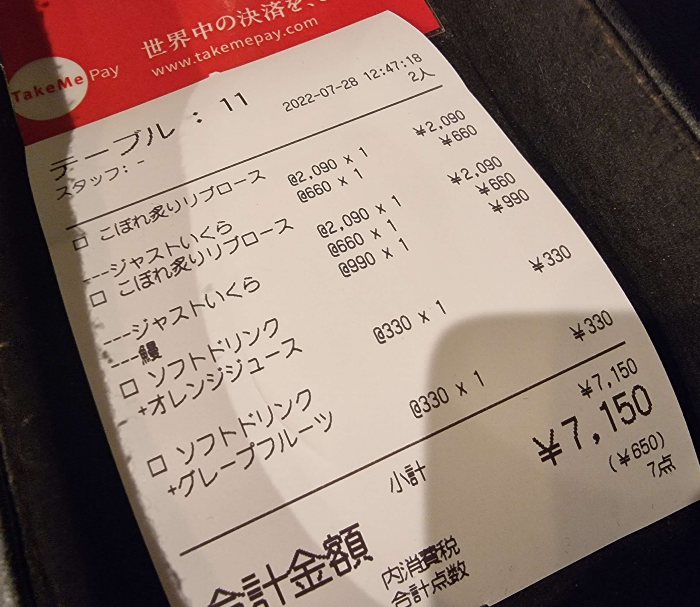 世界中の決済を、
TakeMe Pay
www.takemepay.com
テーブル : 11
2022-07-28 12:47:18
スタッフ: -
2人
□ こぼれ炙りリブロース @2,090 x 1 ¥2,090
---ジャストいくら @660 x 1 ¥660
□ こぼれ炙りリブロース @2,090 x 1 ¥2,090
---ジャストいくら @660 x 1 ¥660
---鰻 @990 x 1 ¥990
□ ソフトドリンク @330 x 1 ¥330
+オレンジジュース
□ ソフトドリンク @330 x 1 ¥330
+グレープフルーツ
小計 ¥7,150
合計金額 ¥7,150
内消費税 (¥650)
合計点数 7点